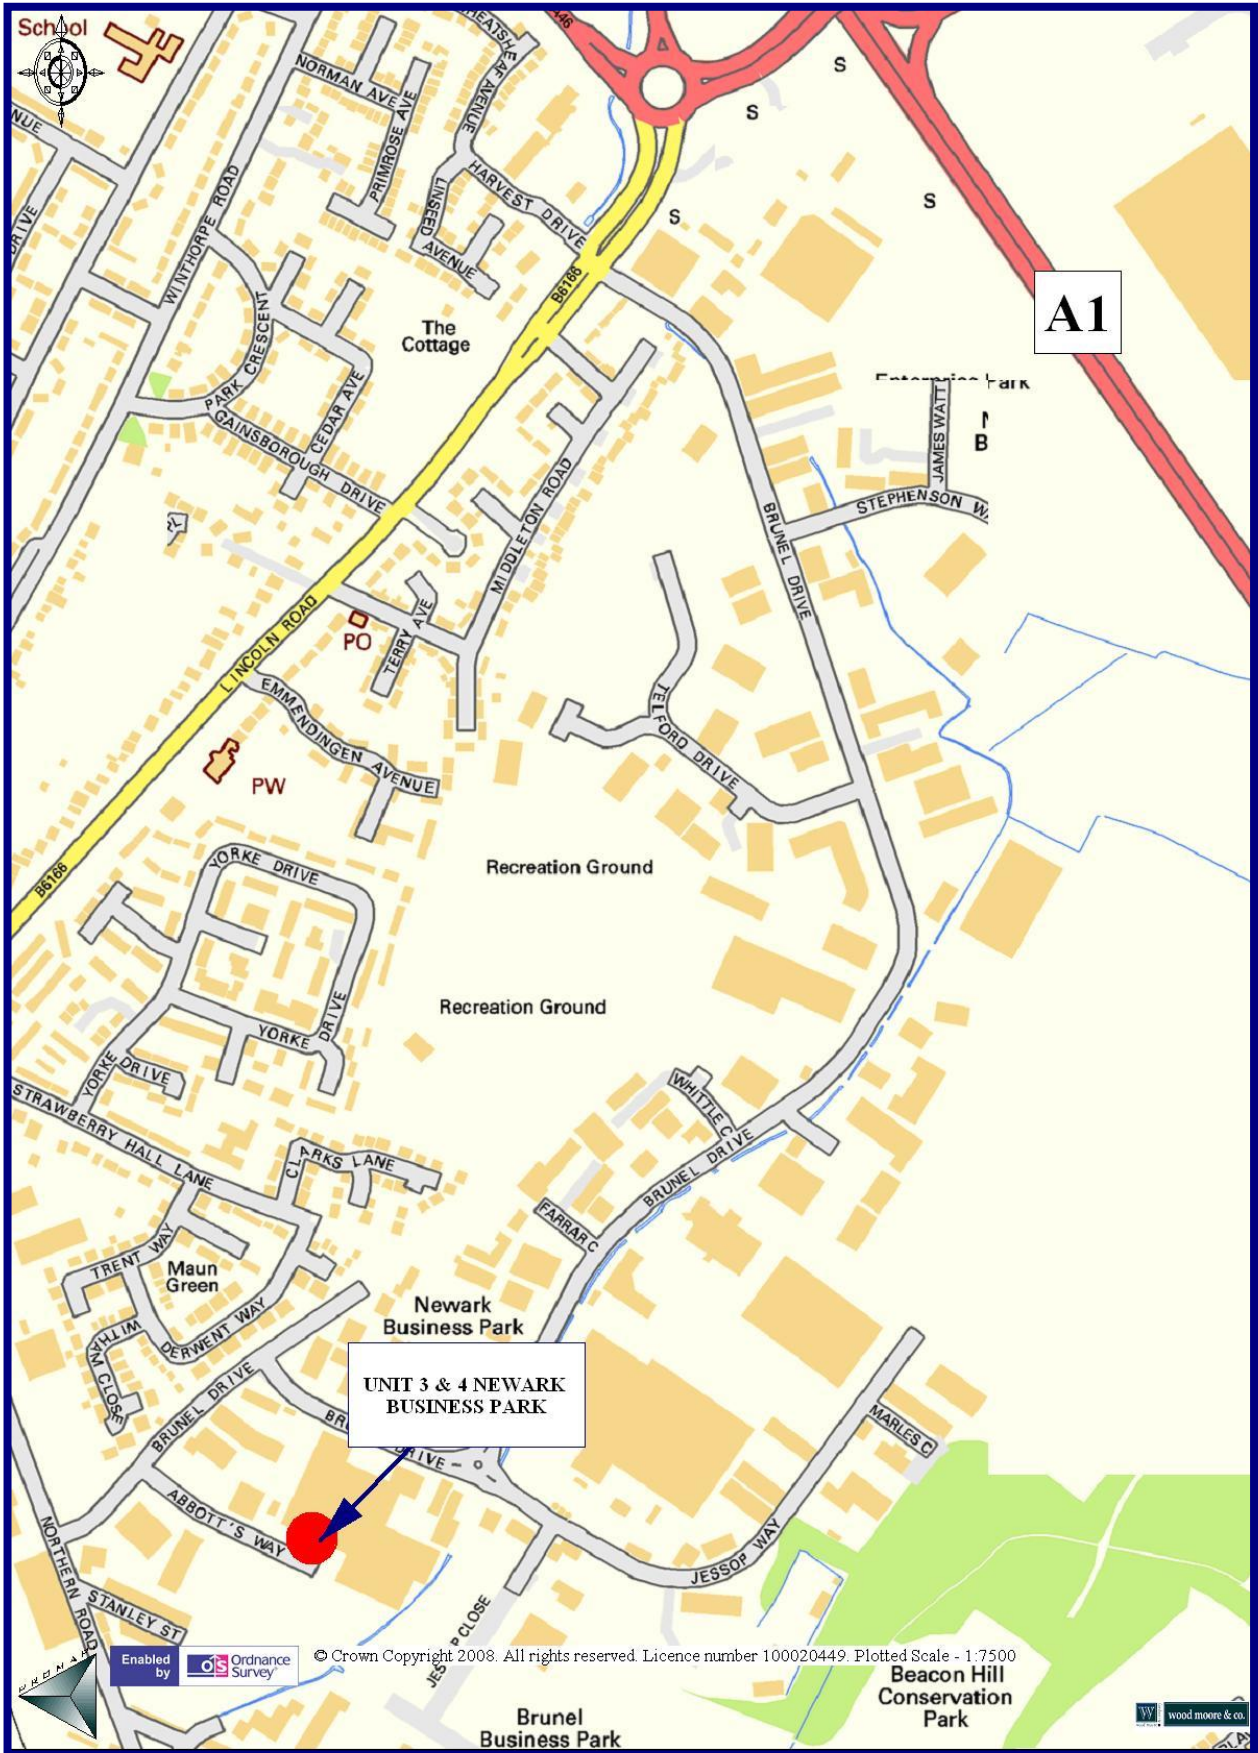 School
NORMAN AVE
PRIMROSE AVE
HARVEST DRIVE
LINSEED
AVENUE
WINTHORPE ROAD
DRIVE
S
S
S
S
A1
B6166
The
Cottage
PARK CRESCENT
CEDAR AVE
GAINSBOROUGH DRIVE
MIDDLETON ROAD
JAMES WATT
STEPHENSON
BRUNEL DRIVE
LINCOLN ROAD
PO
TERRY AVE
EMMENDINGEN AVENUE
PW
TELFORD DRIVE
Recreation Ground
B6166
YORKE DRIVE
Recreation Ground
YORKE DRIVE
YORKE DRIVE
STRAWBERRY HALL LANE
CLARKS LANE
WHITTLE C
BRUNEL DRIVE
FARRAR C
TRENT WAY
Maun
Green
DERWENT WAY
WITHAM CLOSE
Newark
Business Park
UNIT 3 & 4 NEWARK
BUSINESS PARK
BRUNEL DRIVE
MARLES C
ABBOTT'S WAY
JESSOP WAY
NORTHERN ROAD
STANLEY ST
CLOSE
PROMAP
Enabled
by
OS Ordnance
Survey
© Crown Copyright 2008. All rights reserved. Licence number 100020449. Plotted Scale - 1:7500
Beacon Hill
Conservation
Park
Brunel
Business Park
W wood moore & co.